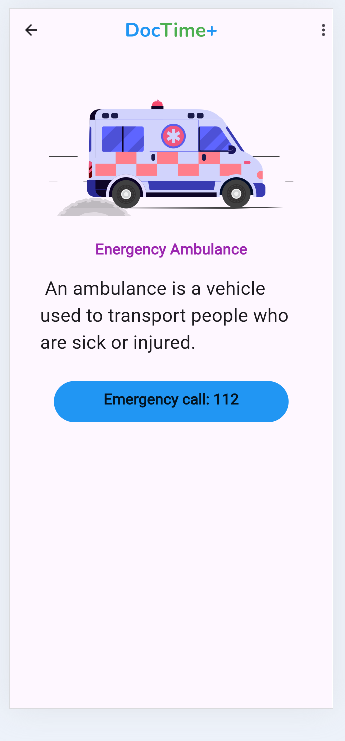 DocTime+
Energency Ambulance
An ambulance is a vehicle
used to transport people who
are sick or injured.
Emergency call: 112